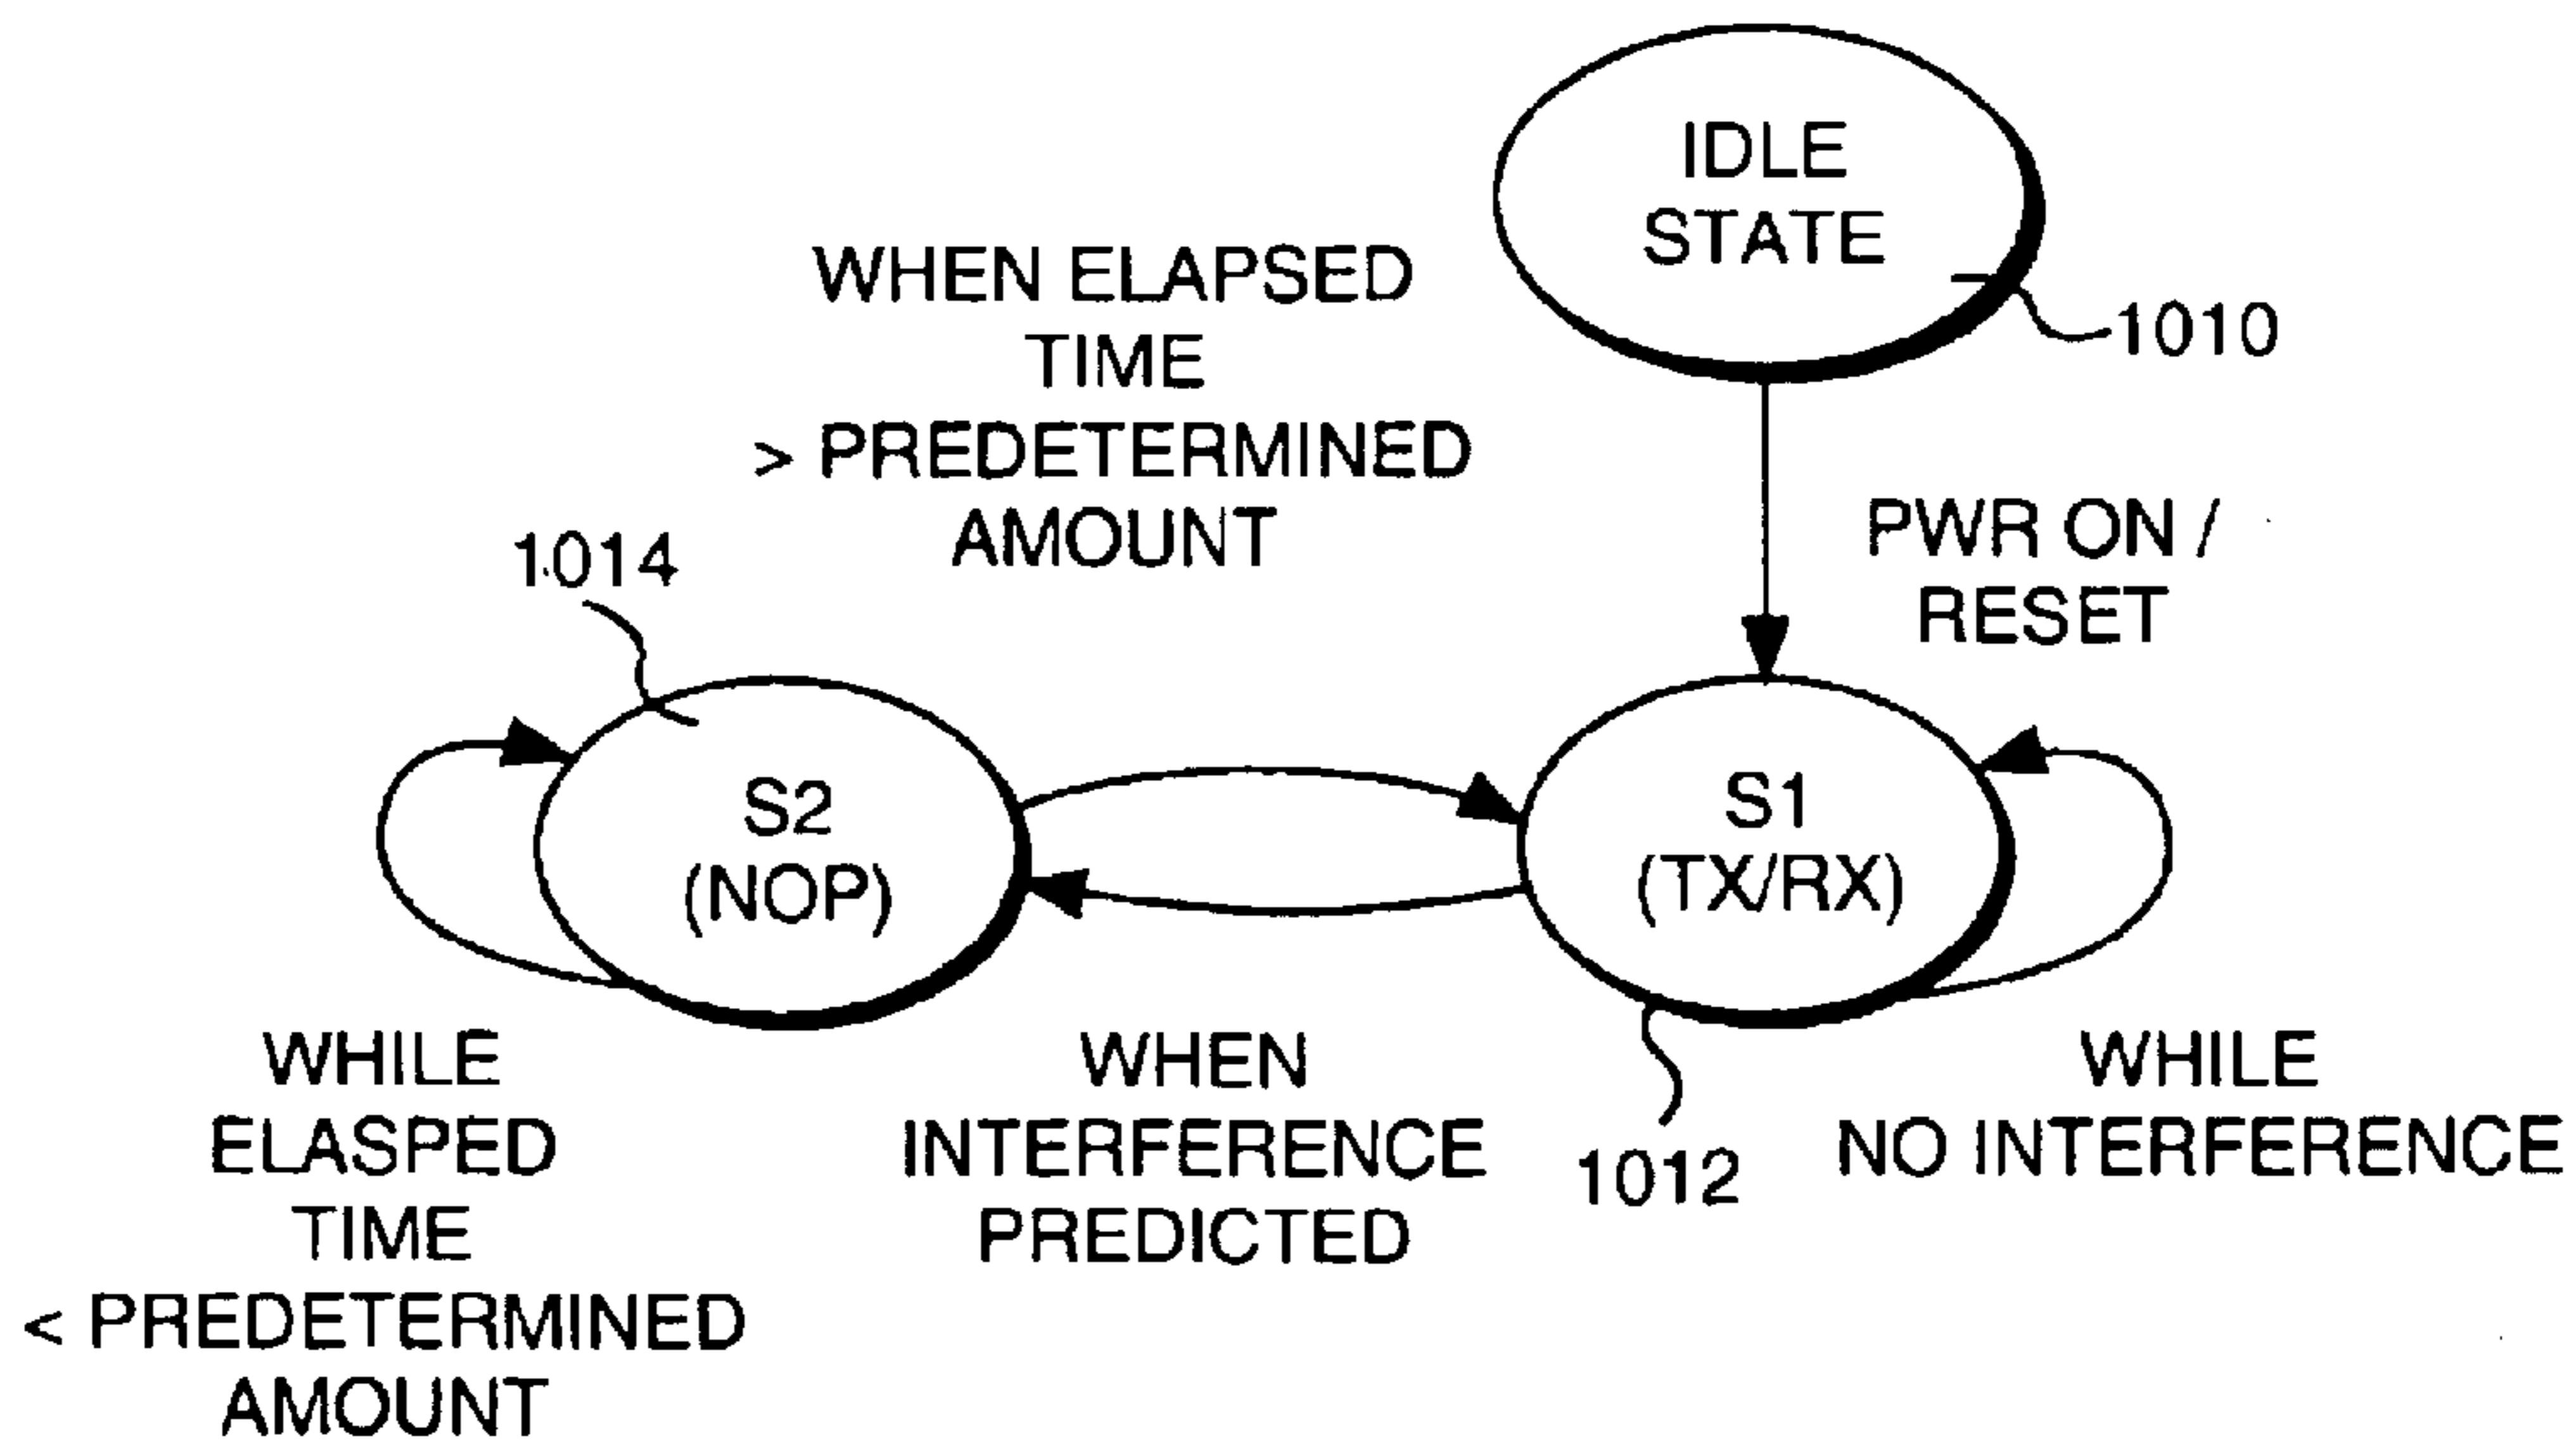 IDLE
STATE
1010
WHEN ELAPSED
TIME
> PREDETERMINED
AMOUNT
PWR ON /
RESET
1014
S2
(NOP)
S1
(TX/RX)
WHILE
ELASPED
TIME
< PREDETERMINED
AMOUNT
WHEN
INTERFERENCE
PREDICTED
1012
WHILE
NO INTERFERENCE